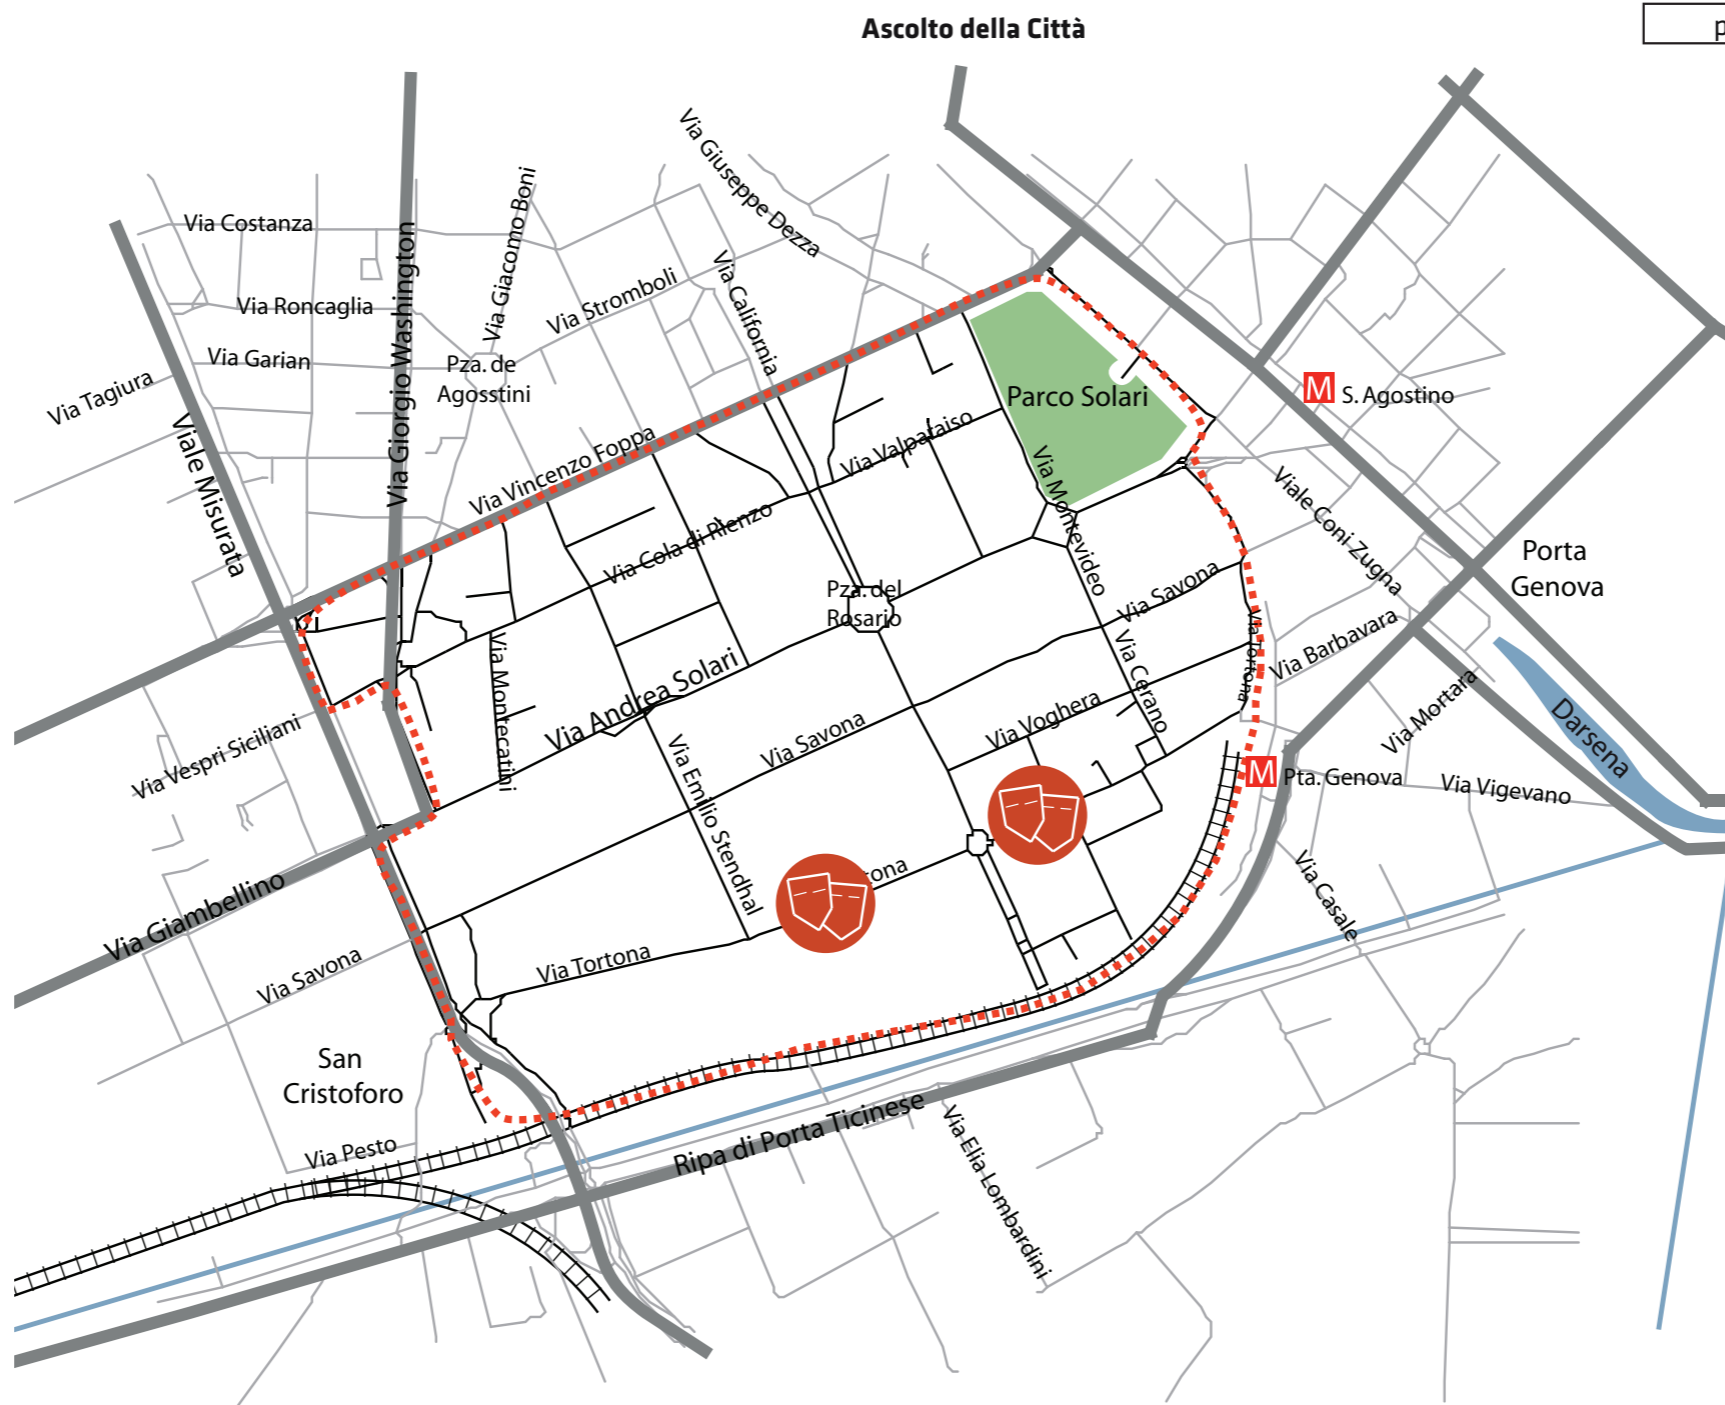 Ascolto della Città
p
Via Giuseppe Dezza
Via Giacomo Boni
Via Costanza
Via Giorgio Washington
Via California
Via Stromboli
Via Roncaglia
Via Garian
Pza. de
Agosstini
Via Tagiura
Viale Misurata
Parco Solari
M
S. Agostino
Via Vincenzo Foppa
Via Valparaiso
Via Montevideo
Viale Coni Zugna
Via Cola di Rienzo
Porta
Genova
Pza. del
Rosario
Via Savona
Via Tortona
Via Barbavara
Via Cerano
Via Montecatini
Via Andrea Solari
Via Mortara
Darsena
Via Vespri Siciliani
Via Savona
Via Voghera
Via Emilio Stendhal
M
Pta. Genova
Via Vigevano
Via Casale
Via Giambellino
ona
Via Tortona
Via Savona
San
Cristoforo
Via Pesto
Ripa di Porta Ticinese
Via Elia Lombardini